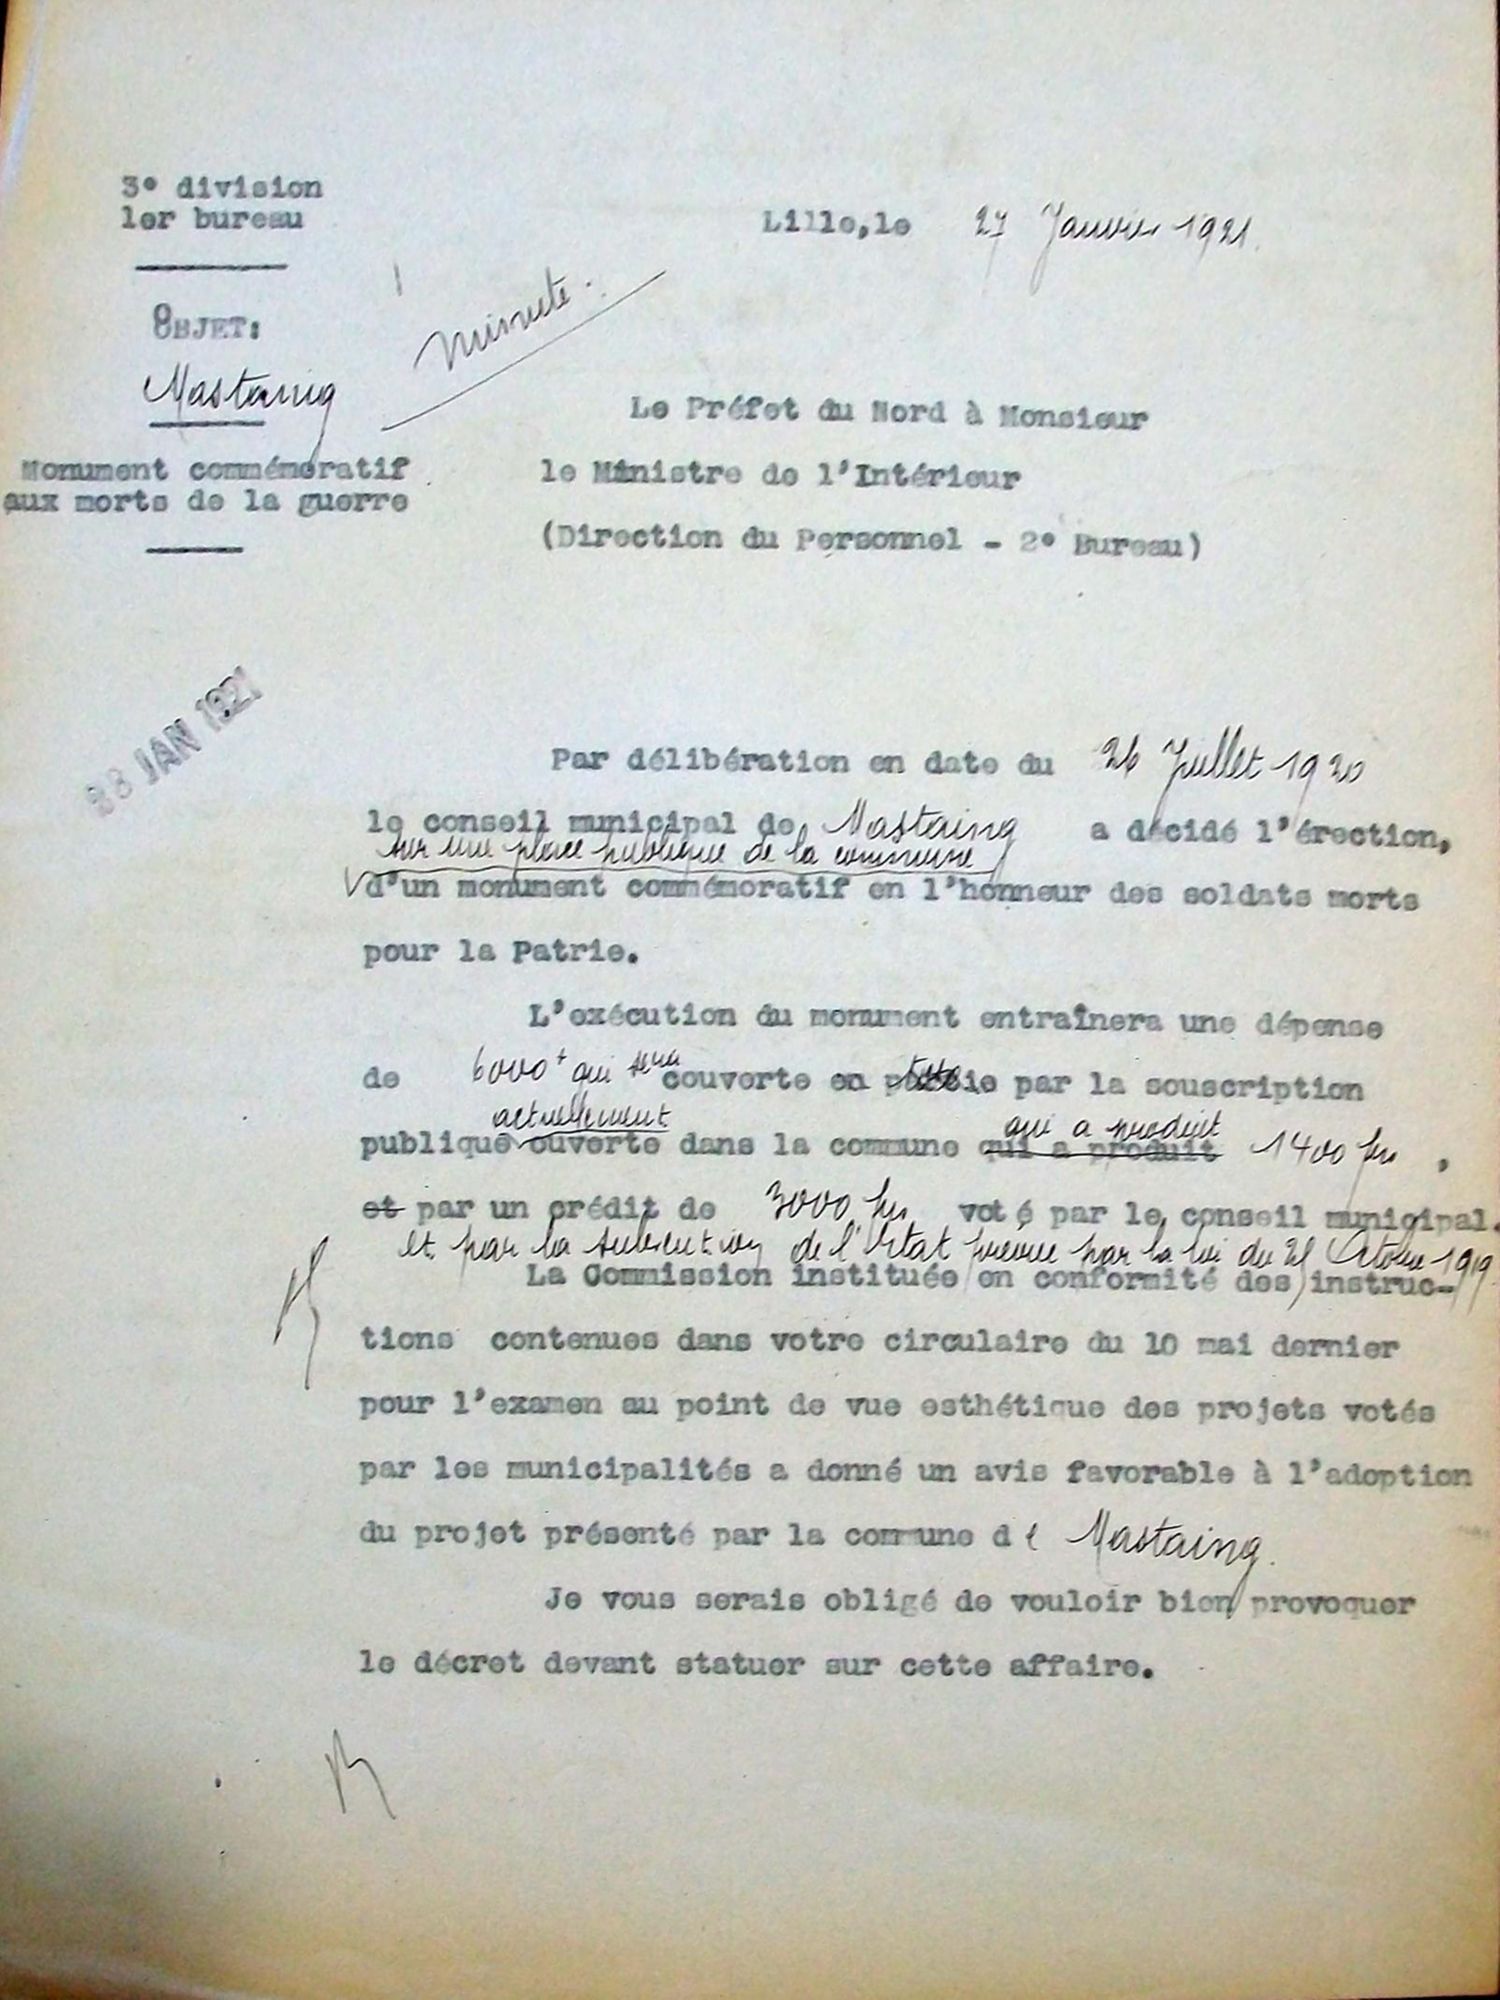 3e division
1er bureau
Lille, le 27 Janvier 1921.
Minute.
OBJET:
Mastaing
Monument commémoratif
aux morts de la guerre
Le Préfet du Nord à Monsieur
le Ministre de l'Intérieur
(Direction du Personnel - 2e Bureau)
28 JAN 1921
Par délibération en date du 26 Juillet 1920
le conseil municipal de Mastaing a décidé l'érection,
sur une place publique de la commune
d'un monument commémoratif en l'honneur des soldats morts
pour la Patrie.
L'exécution du monument entraînera une dépense
de 6000f qui sera couverte en partie par la souscription
actuellement qui a produit
publique ouverte dans la commune qui a produit 1400 frs,
et par un crédit de 3000 frs voté par le conseil municipal.
et par la subvention de l'Etat prévue par la loi du 25 Octobre 1919
La Commission instituée en conformité des instruc-
tions contenues dans votre circulaire du 10 mai dernier
pour l'examen au point de vue esthétique des projets votés
par les municipalités a donné un avis favorable à l'adoption
du projet présenté par la commune de Mastaing.
Je vous serais obligé de vouloir bien provoquer
le décret devant statuer sur cette affaire.